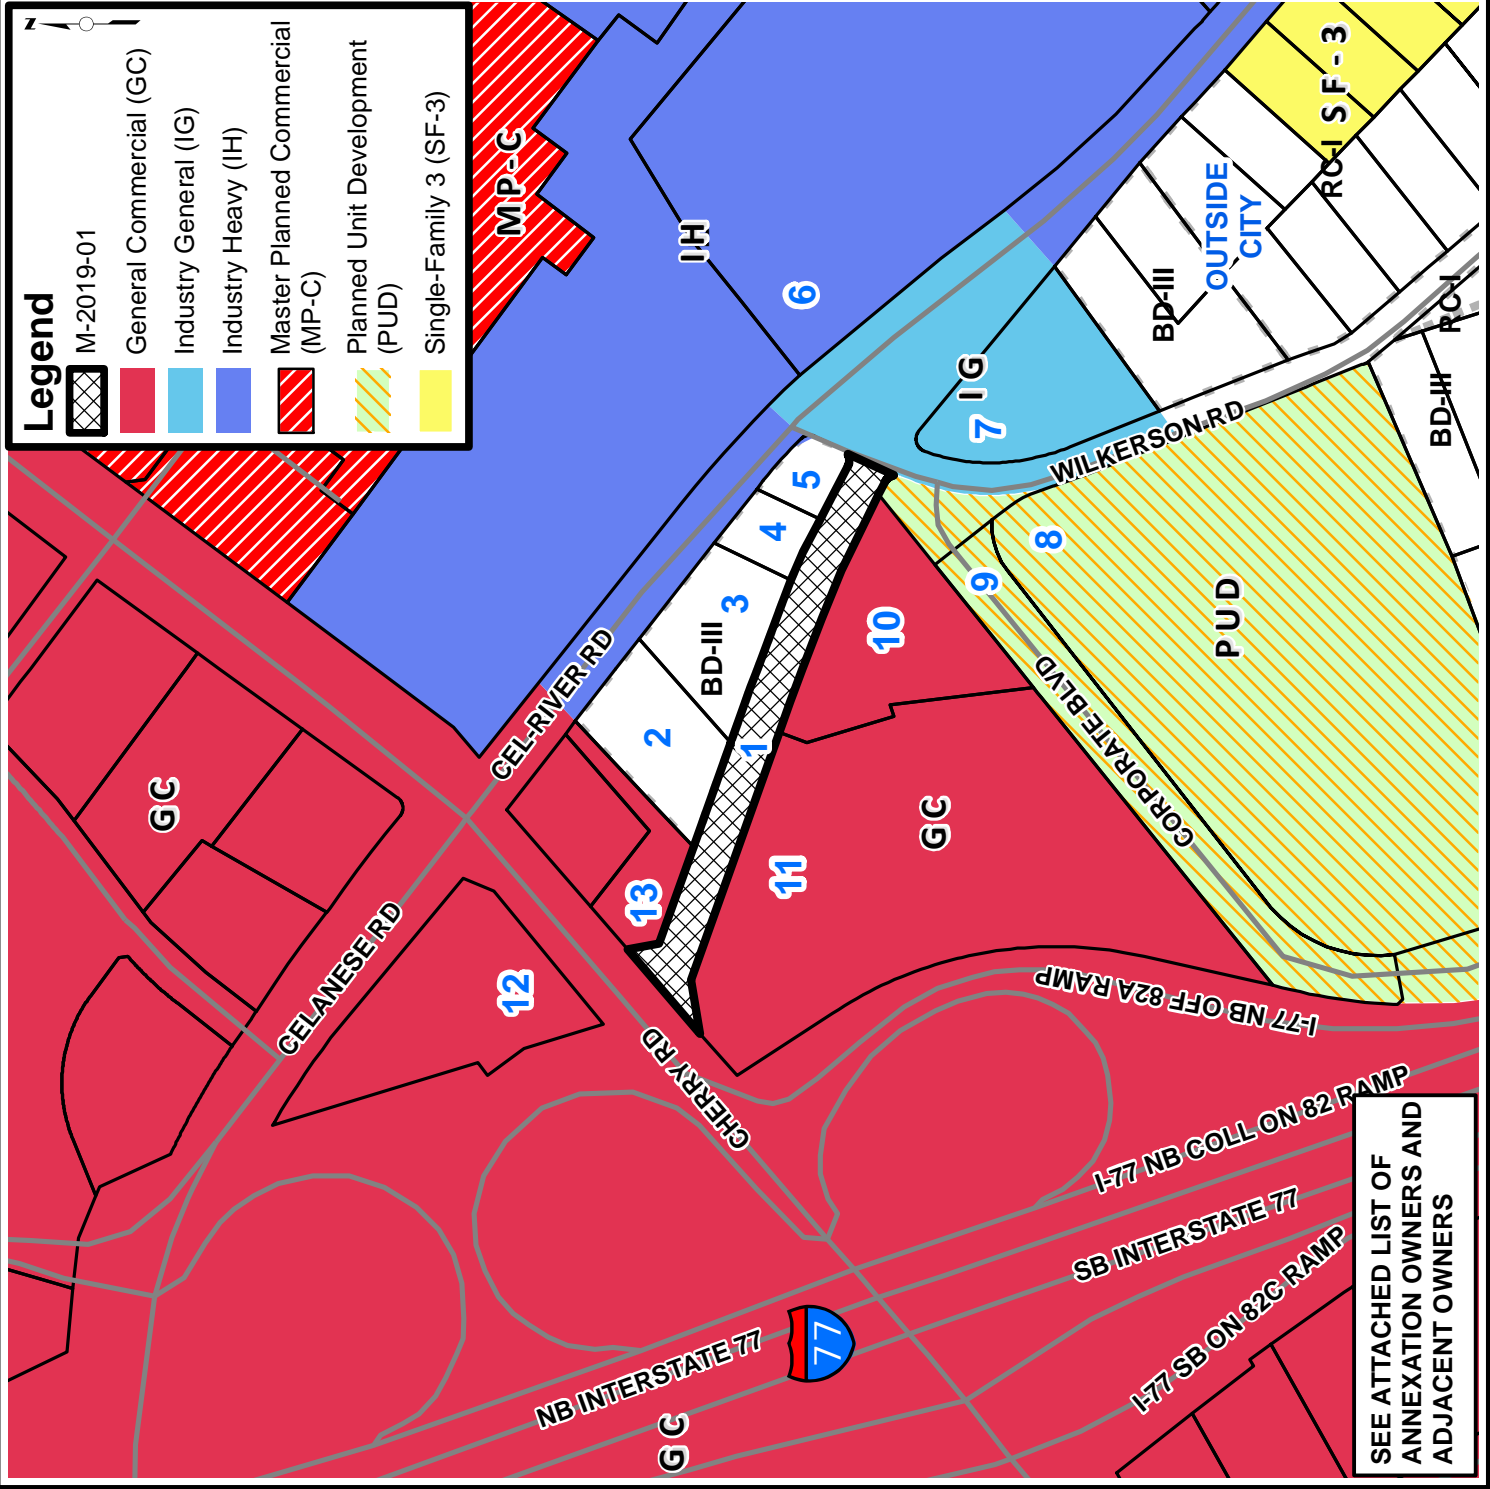 Legend
M-2019-01
General Commercial (GC)
Industry General (IG)
Industry Heavy (IH)
Master Planned Commercial
(MP-C)
Planned Unit Development
(PUD)
Single-Family 3 (SF-3)
N
MP-C
IH
6
SF-3
RC-I
OUTSIDE
CITY
BD-III
RC-I
BD-III
IG
7
WILKERSON RD
5
4
3
BD-III
2
1
CEL-RIVER RD
GC
10
9
8
PUD
CORPORATE BLVD
GC
11
13
12
CELANESE RD
CHERRY RD
I-77 NB OFF 82A RAMP
I-77 NB COLL ON 82 RAMP
SB INTERSTATE 77
I-77 SB ON 82C RAMP
NB INTERSTATE 77
77
GC
SEE ATTACHED LIST OF
ANNEXATION OWNERS AND
ADJACENT OWNERS